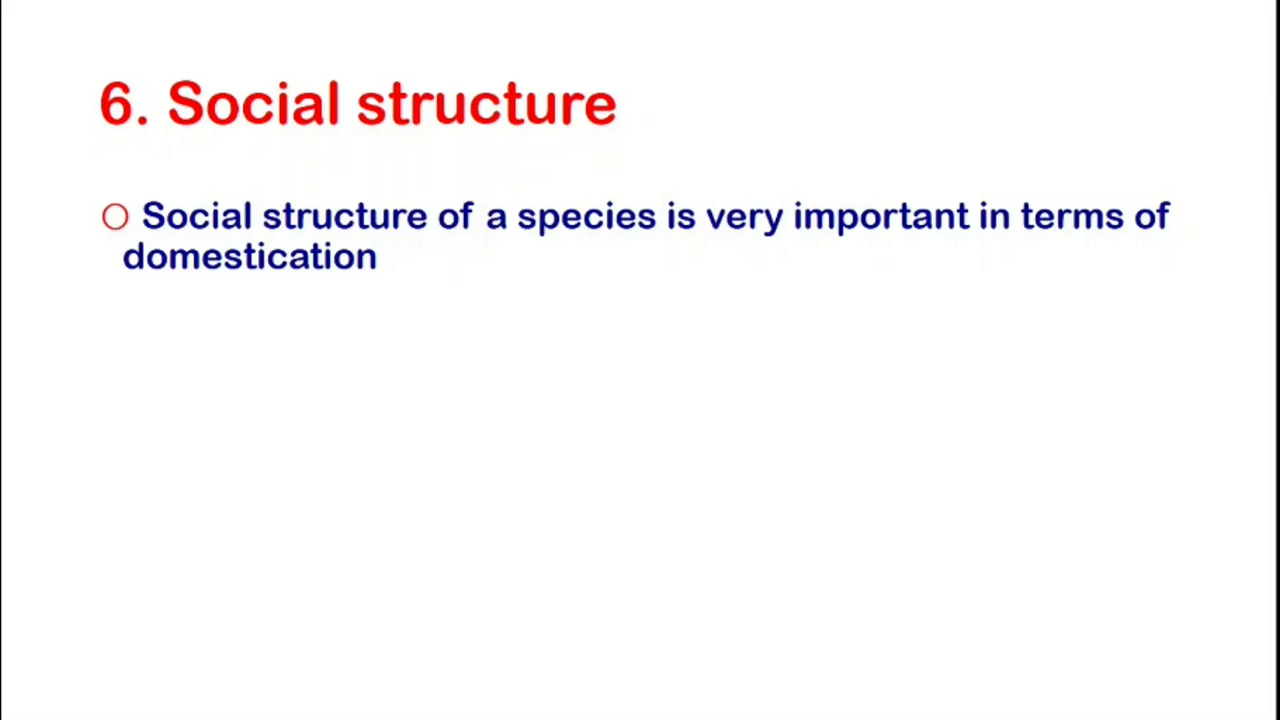 6. Social structure
Social structure of a species is very important in terms of
domestication